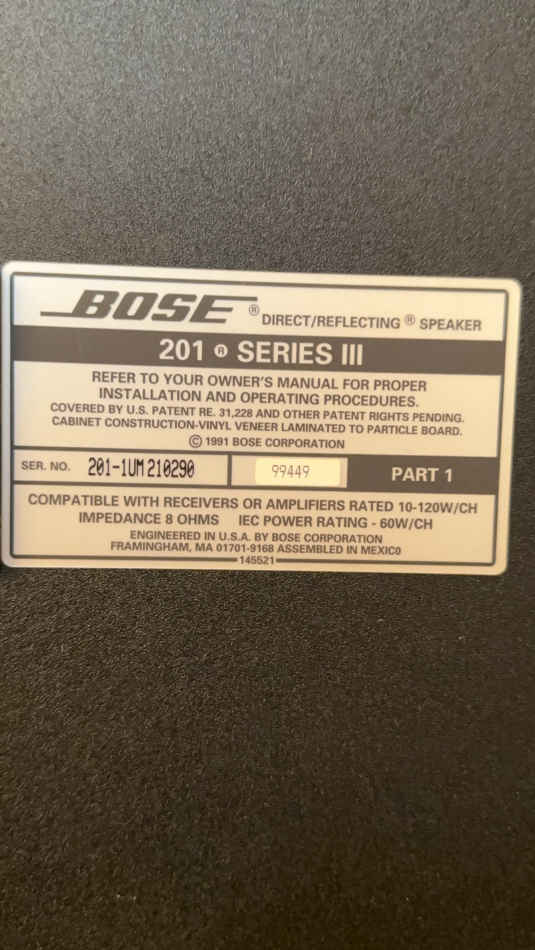 BOSE ® DIRECT/REFLECTING ® SPEAKER
201 ® SERIES III
REFER TO YOUR OWNER'S MANUAL FOR PROPER
INSTALLATION AND OPERATING PROCEDURES.
COVERED BY U.S. PATENT RE. 31,228 AND OTHER PATENT RIGHTS PENDING.
CABINET CONSTRUCTION-VINYL VENEER LAMINATED TO PARTICLE BOARD.
© 1991 BOSE CORPORATION
SER. NO. 201-1UM 210290 99449 PART 1
COMPATIBLE WITH RECEIVERS OR AMPLIFIERS RATED 10-120W/CH
IMPEDANCE 8 OHMS IEC POWER RATING - 60W/CH
ENGINEERED IN U.S.A. BY BOSE CORPORATION
FRAMINGHAM, MA 01701-9168 ASSEMBLED IN MEXICO
145521